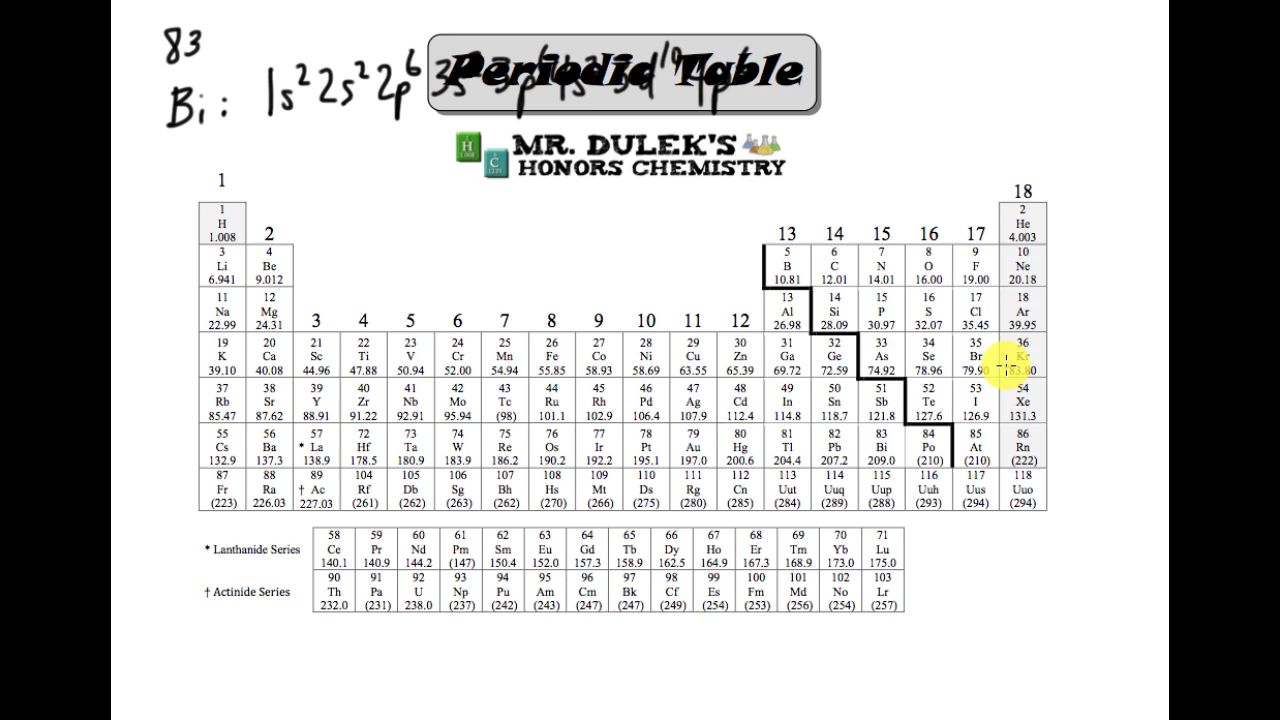 83
Periodic Table
Bi: 1s² 2s² 2p⁶ 3s² 3p⁶ 4s² 3d¹⁰ 4p⁶
MR. DULEK'S
HONORS CHEMISTRY
H
1.008
C
1 18
1 2
H 2 13 14 15 16 17 He
1.008 4.003
3 4 5 6 7 8 9 10
Li Be B C N O F Ne
6.941 9.012 10.81 12.01 14.01 16.00 19.00 20.18
11 12 13 14 15 16 17 18
Na Mg 3 4 5 6 7 8 9 10 11 12 Al Si P S Cl Ar
22.99 24.31 26.98 28.09 30.97 32.07 35.45 39.95
19 20 21 22 23 24 25 26 27 28 29 30 31 32 33 34 35 36
K Ca Sc Ti V Cr Mn Fe Co Ni Cu Zn Ga Ge As Se Br Kr
39.10 40.08 44.96 47.88 50.94 52.00 54.94 55.85 58.93 58.69 63.55 65.39 69.72 72.59 74.92 78.96 79.90 83.80
37 38 39 40 41 42 43 44 45 46 47 48 49 50 51 52 53 54
Rb Sr Y Zr Nb Mo Tc Ru Rh Pd Ag Cd In Sn Sb Te I Xe
85.47 87.62 88.91 91.22 92.91 95.94 (98) 101.1 102.9 106.4 107.9 112.4 114.8 118.7 121.8 127.6 126.9 131.3
55 56 57 72 73 74 75 76 77 78 79 80 81 82 83 84 85 86
Cs Ba * La Hf Ta W Re Os Ir Pt Au Hg Tl Pb Bi Po At Rn
132.9 137.3 138.9 178.5 180.9 183.9 186.2 190.2 192.2 195.1 197.0 200.6 204.4 207.2 209.0 (210) (210) (222)
87 88 89 104 105 106 107 108 109 110 111 112 113 114 115 116 117 118
Fr Ra † Ac Rf Db Sg Bh Hs Mt Ds Rg Cn Uut Uuq Uup Uuh Uus Uuo
(223) 226.03 227.03 (261) (262) (263) (262) (270) (266) (275) (280) (285) (284) (289) (288) (293) (294) (294)
58 59 60 61 62 63 64 65 66 67 68 69 70 71
* Lanthanide Series Ce Pr Nd Pm Sm Eu Gd Tb Dy Ho Er Tm Yb Lu
140.1 140.9 144.2 (147) 150.4 152.0 157.3 158.9 162.5 164.9 167.3 168.9 173.0 175.0
90 91 92 93 94 95 96 97 98 99 100 101 102 103
† Actinide Series Th Pa U Np Pu Am Cm Bk Cf Es Fm Md No Lr
232.0 (231) 238.0 (237) (242) (243) (247) (247) (249) (254) (253) (256) (254) (257)